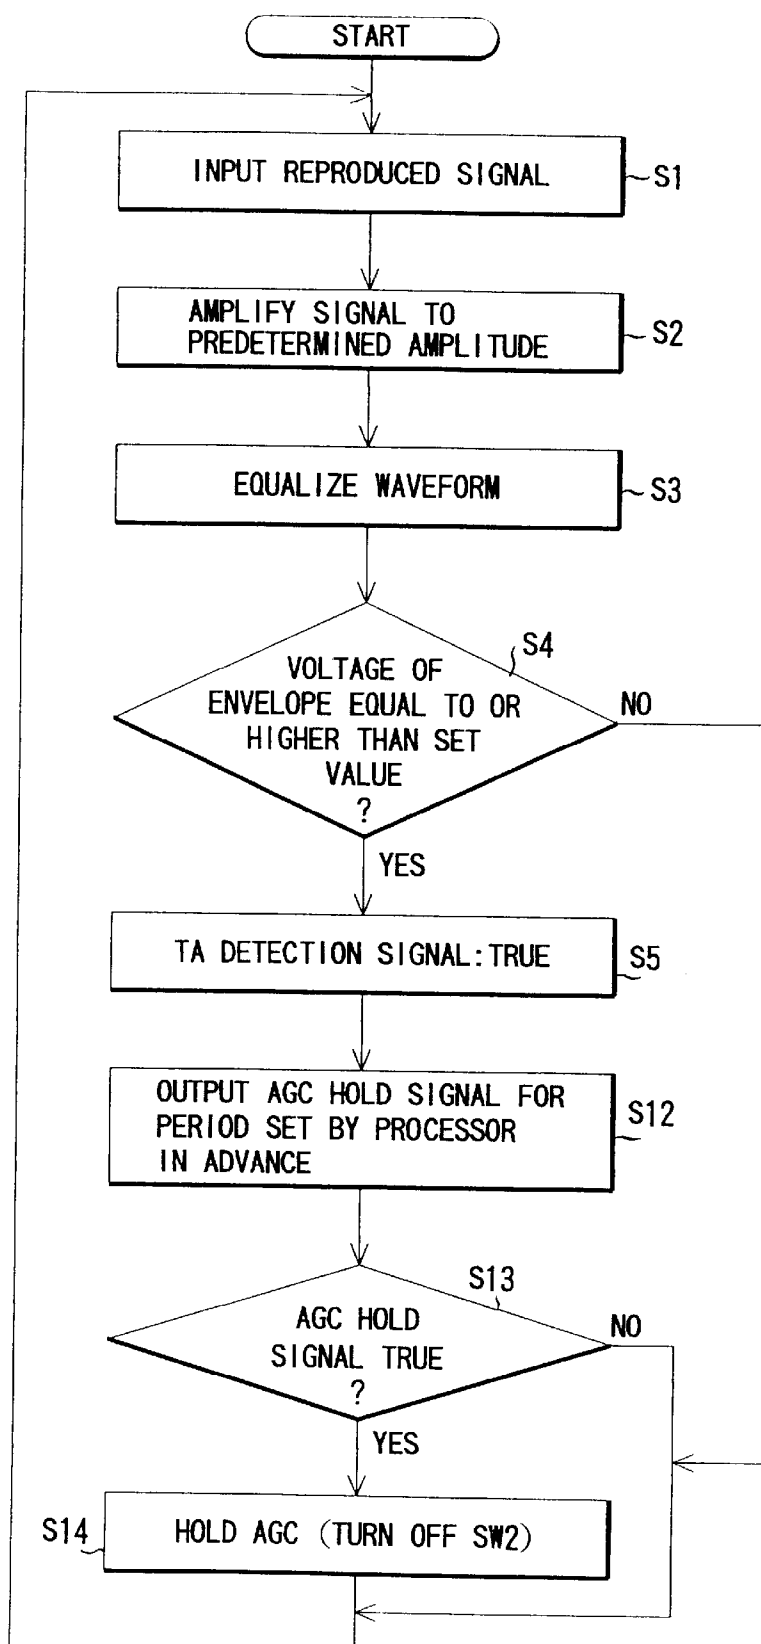 START
INPUT REPRODUCED SIGNAL
S1
AMPLIFY SIGNAL TO
PREDETERMINED AMPLITUDE
S2
EQUALIZE WAVEFORM
S3
S4
VOLTAGE OF
ENVELOPE EQUAL TO OR
HIGHER THAN SET
VALUE
?
NO
YES
TA DETECTION SIGNAL:TRUE
S5
OUTPUT AGC HOLD SIGNAL FOR
PERIOD SET BY PROCESSOR
IN ADVANCE
S12
S13
AGC HOLD
SIGNAL TRUE
?
NO
YES
S14
HOLD AGC (TURN OFF SW2)